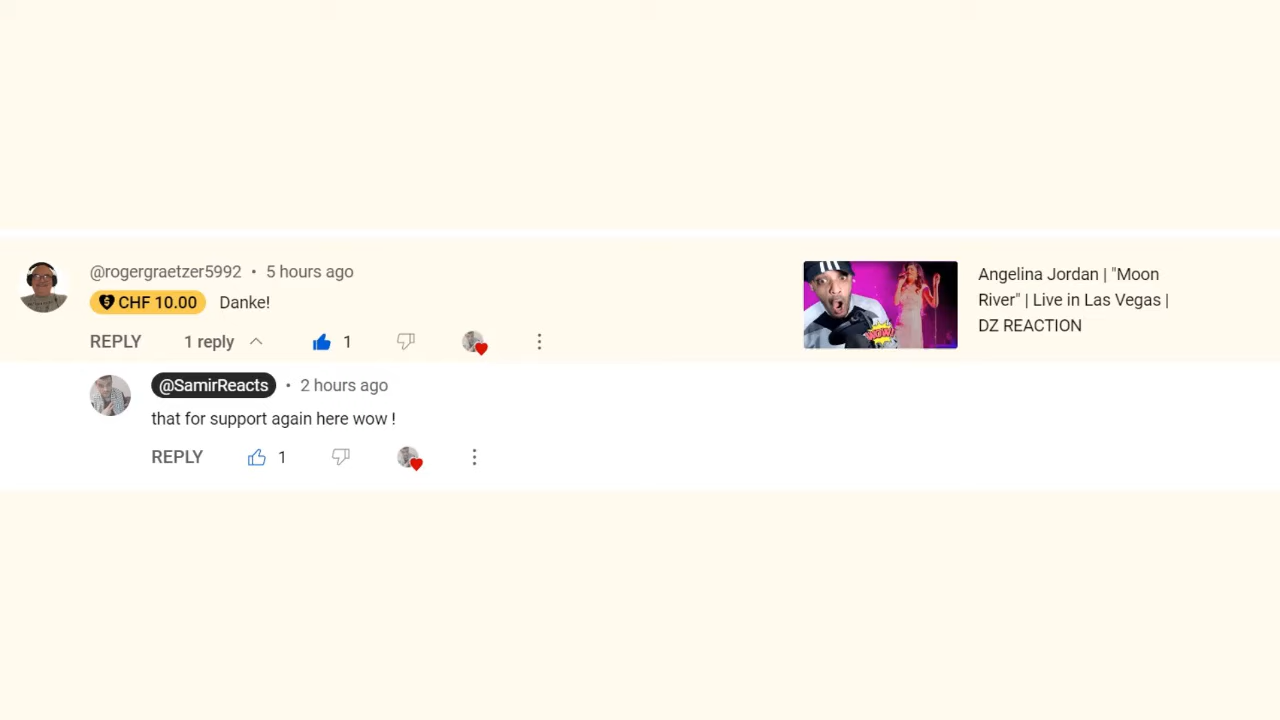 @rogergraetzer5992 • 5 hours ago
CHF 10.00 Danke!
REPLY 1 reply 1
Angelina Jordan | "Moon
River" | Live in Las Vegas |
DZ REACTION
WOW!
@SamirReacts • 2 hours ago
that for support again here wow !
REPLY 1